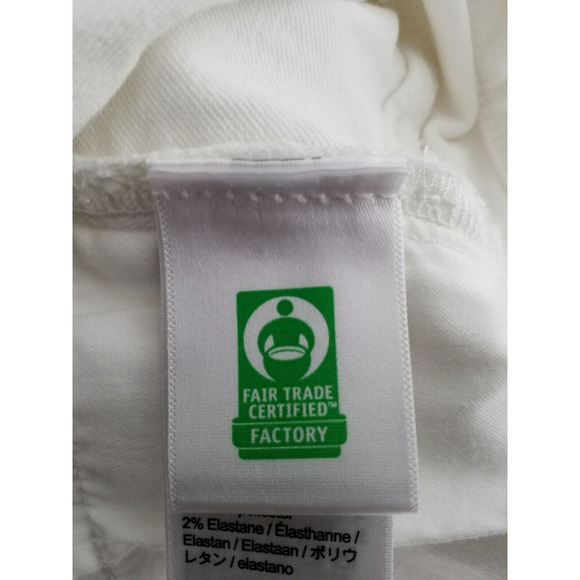 FAIR TRADE
CERTIFIED™
FACTORY
2% Elastane / Élasthanne /
Elastan / Elastaan / ポリウ
レタン / elastano